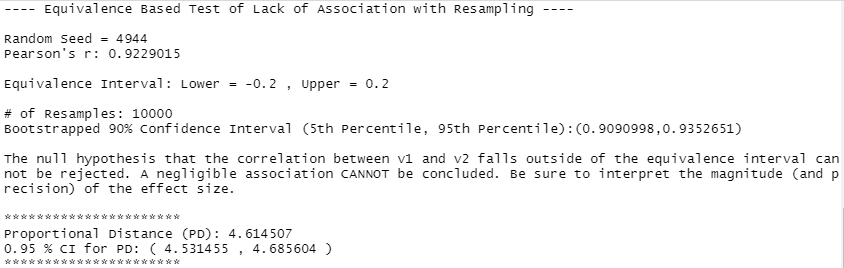 ---- Equivalence Based Test of Lack of Association with Resampling ----
Random Seed = 4944
Pearson's r: 0.9229015
Equivalence Interval: Lower = -0.2 , Upper = 0.2
# of Resamples: 10000
Bootstrapped 90% Confidence Interval (5th Percentile, 95th Percentile):(0.9090998,0.9352651)
The null hypothesis that the correlation between v1 and v2 falls outside of the equivalence interval can
not be rejected. A negligible association CANNOT be concluded. Be sure to interpret the magnitude (and p
recision) of the effect size.
**********************
Proportional Distance (PD): 4.614507
0.95 % CI for PD: ( 4.531455 , 4.685604 )
**********************